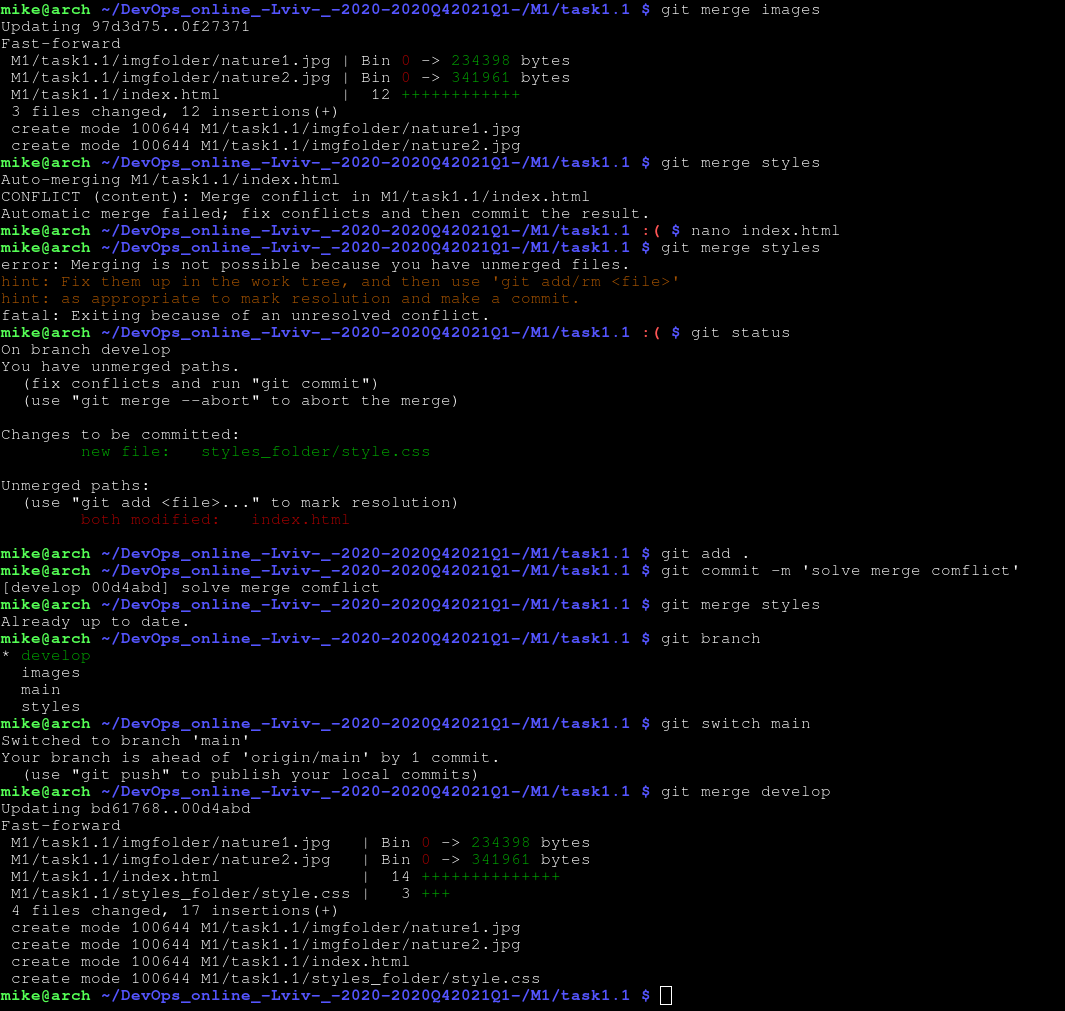 mike@arch ~/DevOps_online_-Lviv-_-2020-2020Q42021Q1-/M1/task1.1 $ git merge images
Updating 97d3d75..0f27371
Fast-forward
 M1/task1.1/imgfolder/nature1.jpg | Bin 0 -> 234398 bytes
 M1/task1.1/imgfolder/nature2.jpg | Bin 0 -> 341961 bytes
 M1/task1.1/index.html            |  12 ++++++++++++
 3 files changed, 12 insertions(+)
 create mode 100644 M1/task1.1/imgfolder/nature1.jpg
 create mode 100644 M1/task1.1/imgfolder/nature2.jpg
mike@arch ~/DevOps_online_-Lviv-_-2020-2020Q42021Q1-/M1/task1.1 $ git merge styles
Auto-merging M1/task1.1/index.html
CONFLICT (content): Merge conflict in M1/task1.1/index.html
Automatic merge failed; fix conflicts and then commit the result.
mike@arch ~/DevOps_online_-Lviv-_-2020-2020Q42021Q1-/M1/task1.1 :( $ nano index.html
mike@arch ~/DevOps_online_-Lviv-_-2020-2020Q42021Q1-/M1/task1.1 $ git merge styles
error: Merging is not possible because you have unmerged files.
hint: Fix them up in the work tree, and then use 'git add/rm <file>'
hint: as appropriate to mark resolution and make a commit.
fatal: Exiting because of an unresolved conflict.
mike@arch ~/DevOps_online_-Lviv-_-2020-2020Q42021Q1-/M1/task1.1 :( $ git status
On branch develop
You have unmerged paths.
  (fix conflicts and run "git commit")
  (use "git merge --abort" to abort the merge)

Changes to be committed:
        new file:   styles_folder/style.css

Unmerged paths:
  (use "git add <file>..." to mark resolution)
        both modified:   index.html

mike@arch ~/DevOps_online_-Lviv-_-2020-2020Q42021Q1-/M1/task1.1 $ git add .
mike@arch ~/DevOps_online_-Lviv-_-2020-2020Q42021Q1-/M1/task1.1 $ git commit -m 'solve merge comflict'
[develop 00d4abd] solve merge comflict
mike@arch ~/DevOps_online_-Lviv-_-2020-2020Q42021Q1-/M1/task1.1 $ git merge styles
Already up to date.
mike@arch ~/DevOps_online_-Lviv-_-2020-2020Q42021Q1-/M1/task1.1 $ git branch
* develop
  images
  main
  styles
mike@arch ~/DevOps_online_-Lviv-_-2020-2020Q42021Q1-/M1/task1.1 $ git switch main
Switched to branch 'main'
Your branch is ahead of 'origin/main' by 1 commit.
  (use "git push" to publish your local commits)
mike@arch ~/DevOps_online_-Lviv-_-2020-2020Q42021Q1-/M1/task1.1 $ git merge develop
Updating bd61768..00d4abd
Fast-forward
 M1/task1.1/imgfolder/nature1.jpg   | Bin 0 -> 234398 bytes
 M1/task1.1/imgfolder/nature2.jpg   | Bin 0 -> 341961 bytes
 M1/task1.1/index.html              |  14 ++++++++++++++
 M1/task1.1/styles_folder/style.css |   3 +++
 4 files changed, 17 insertions(+)
 create mode 100644 M1/task1.1/imgfolder/nature1.jpg
 create mode 100644 M1/task1.1/imgfolder/nature2.jpg
 create mode 100644 M1/task1.1/index.html
 create mode 100644 M1/task1.1/styles_folder/style.css
mike@arch ~/DevOps_online_-Lviv-_-2020-2020Q42021Q1-/M1/task1.1 $